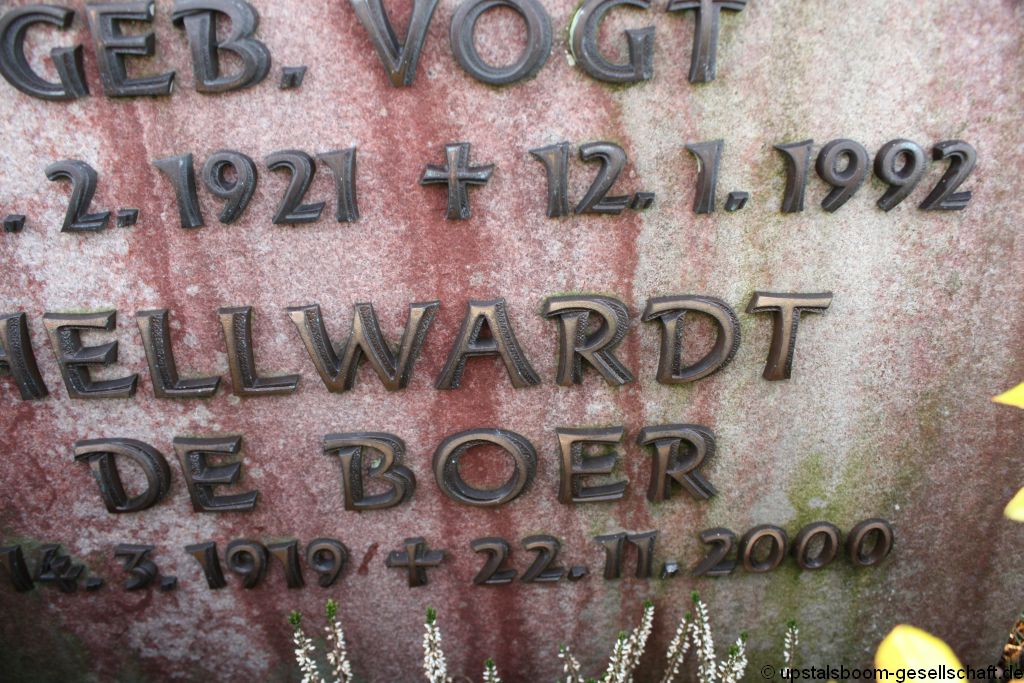 GEB. VOGT
. 2. 1921 ✝ 12. 1. 1992
HELLWARDT
DE BOER
14. 3. 1919 ✝ 22. 11. 2000
© upstalsboom-gesellschaft.de